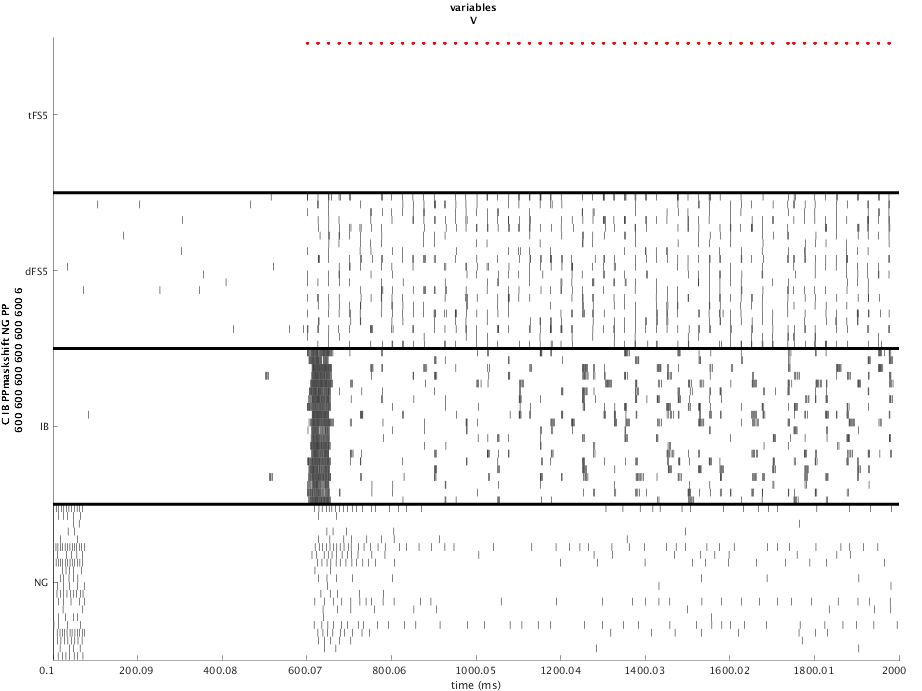 variables
V
tFS5
dFS5
IB
NG
C IB PPmaskshift NG PP
600 600 600 600 600 600 6
0.1 200.09 400.08 600.07 800.06 1000.05 1200.04 1400.03 1600.02 1800.01 2000
time (ms)